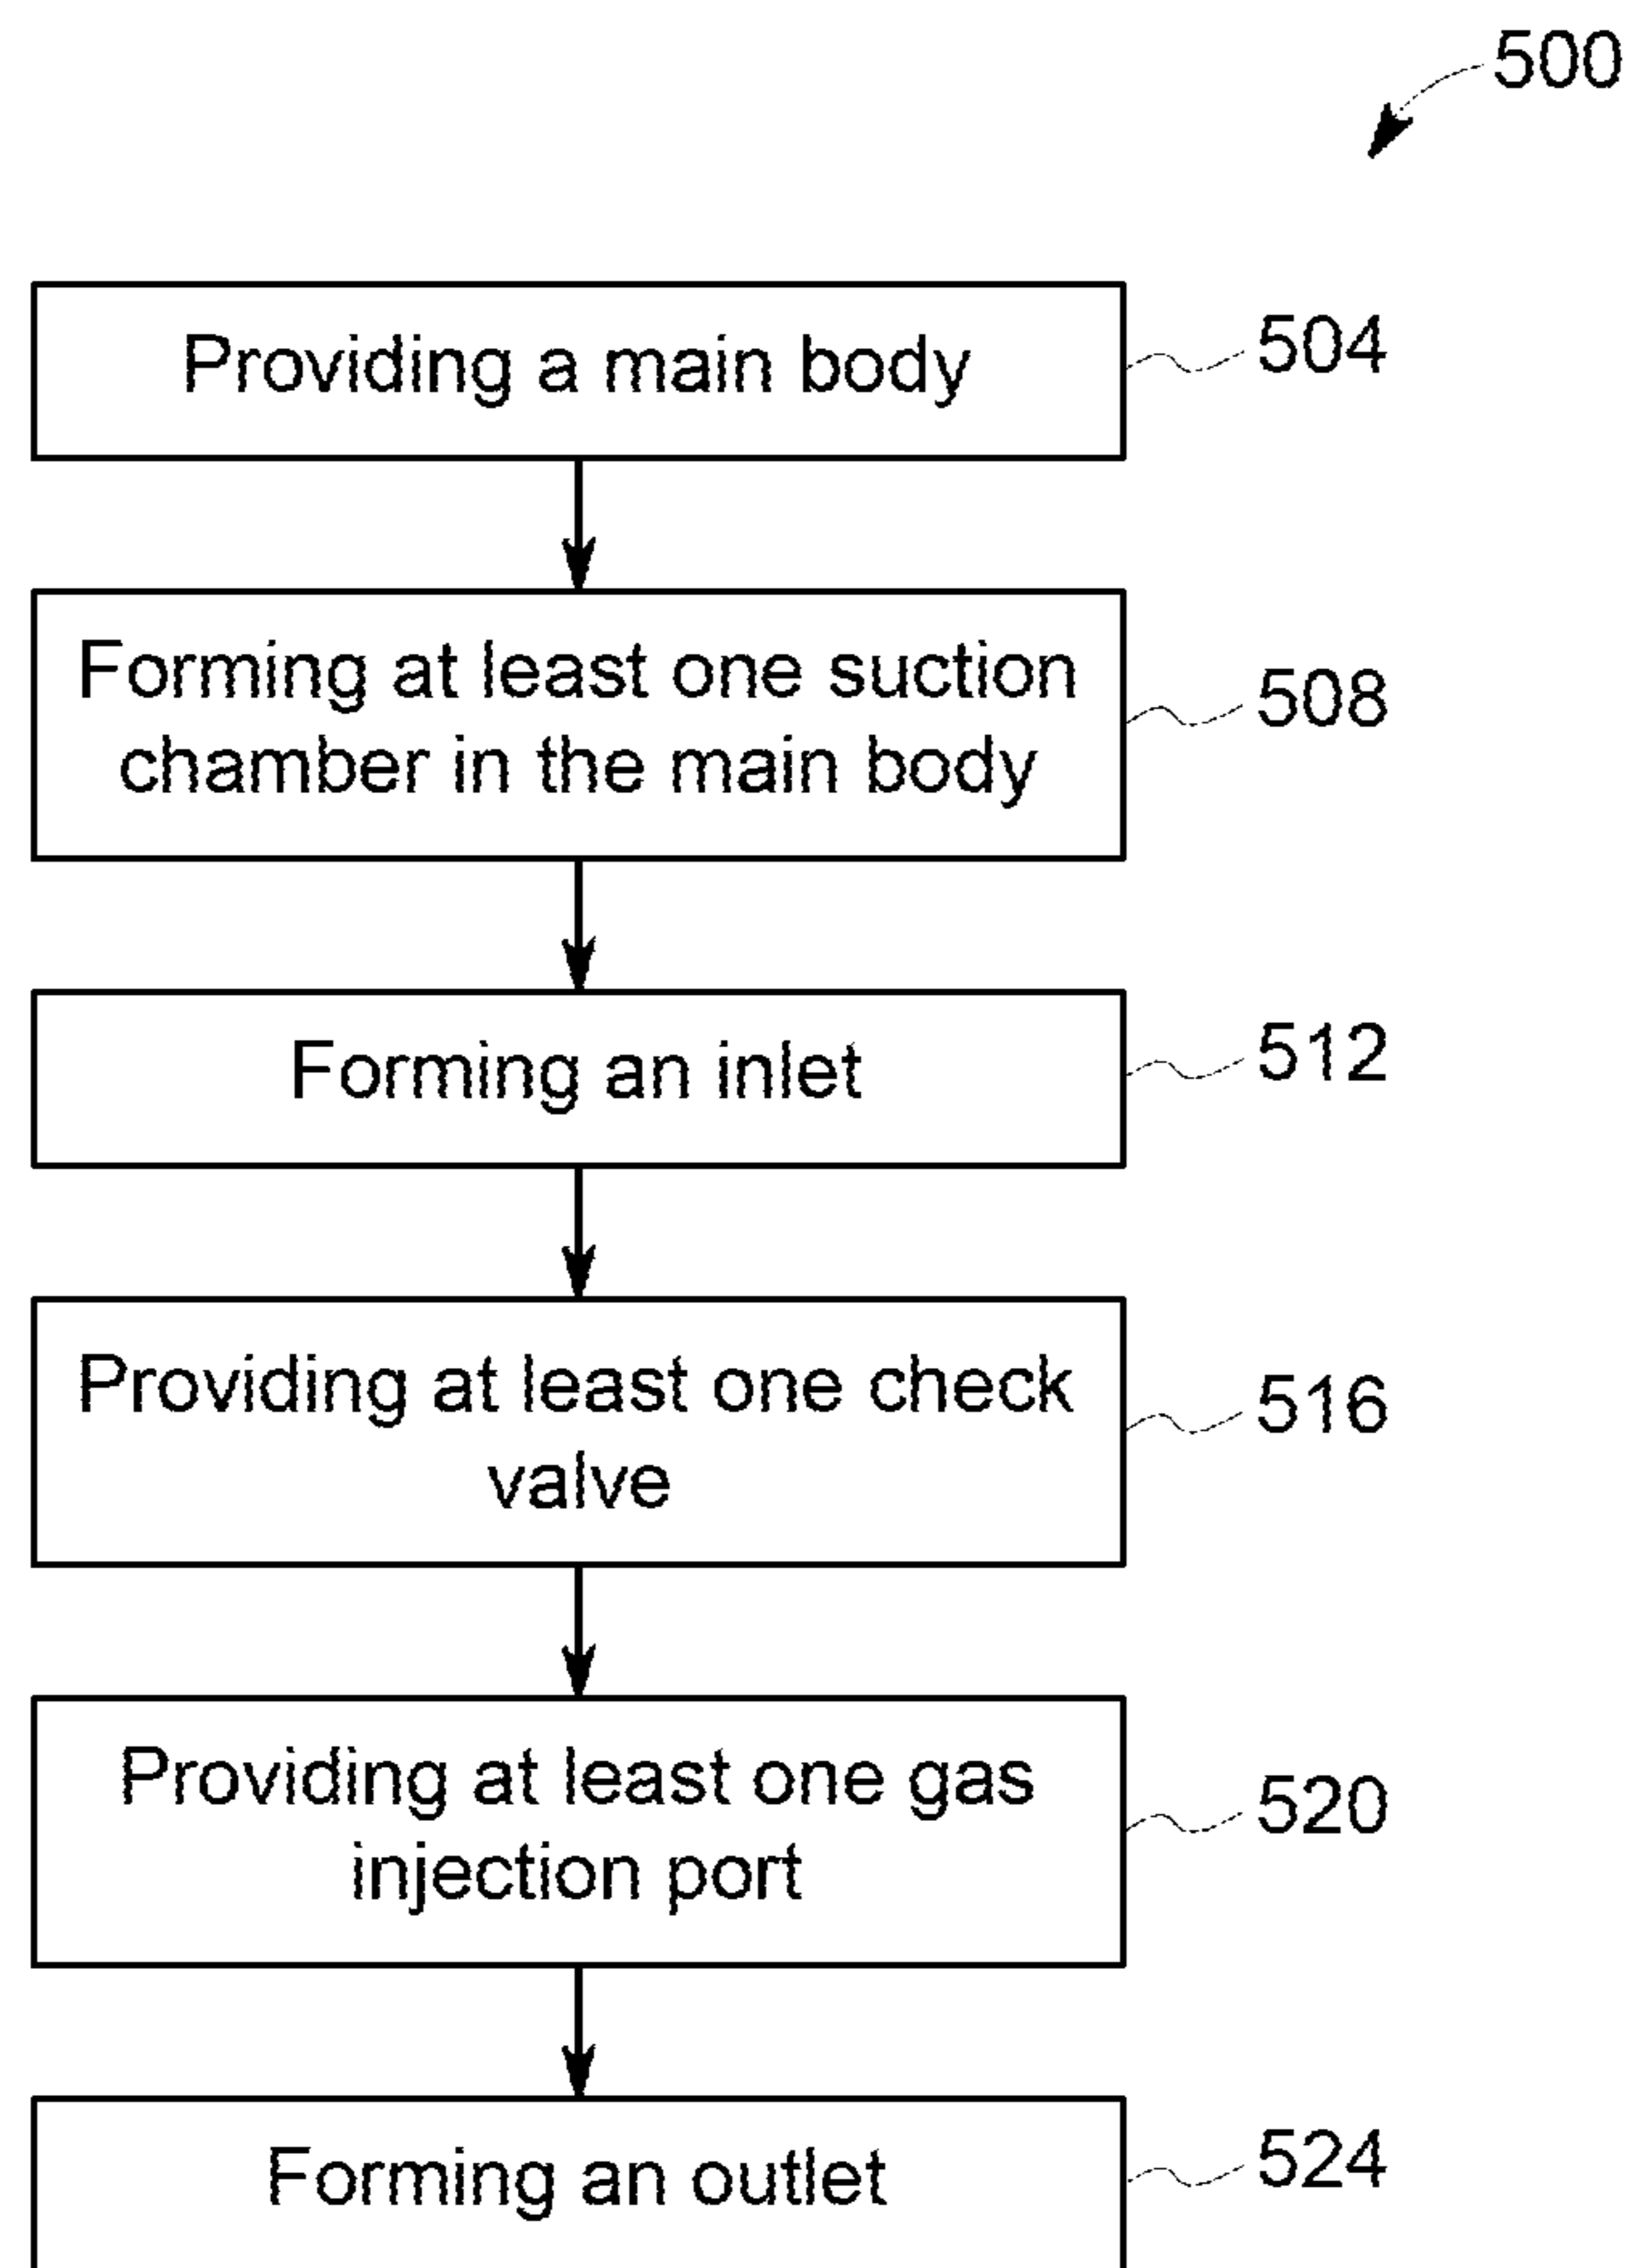 500
Providing a main body
504
Forming at least one suction
chamber in the main body
508
Forming an inlet
512
Providing at least one check
valve
516
Providing at least one gas
injection port
520
Forming an outlet
524